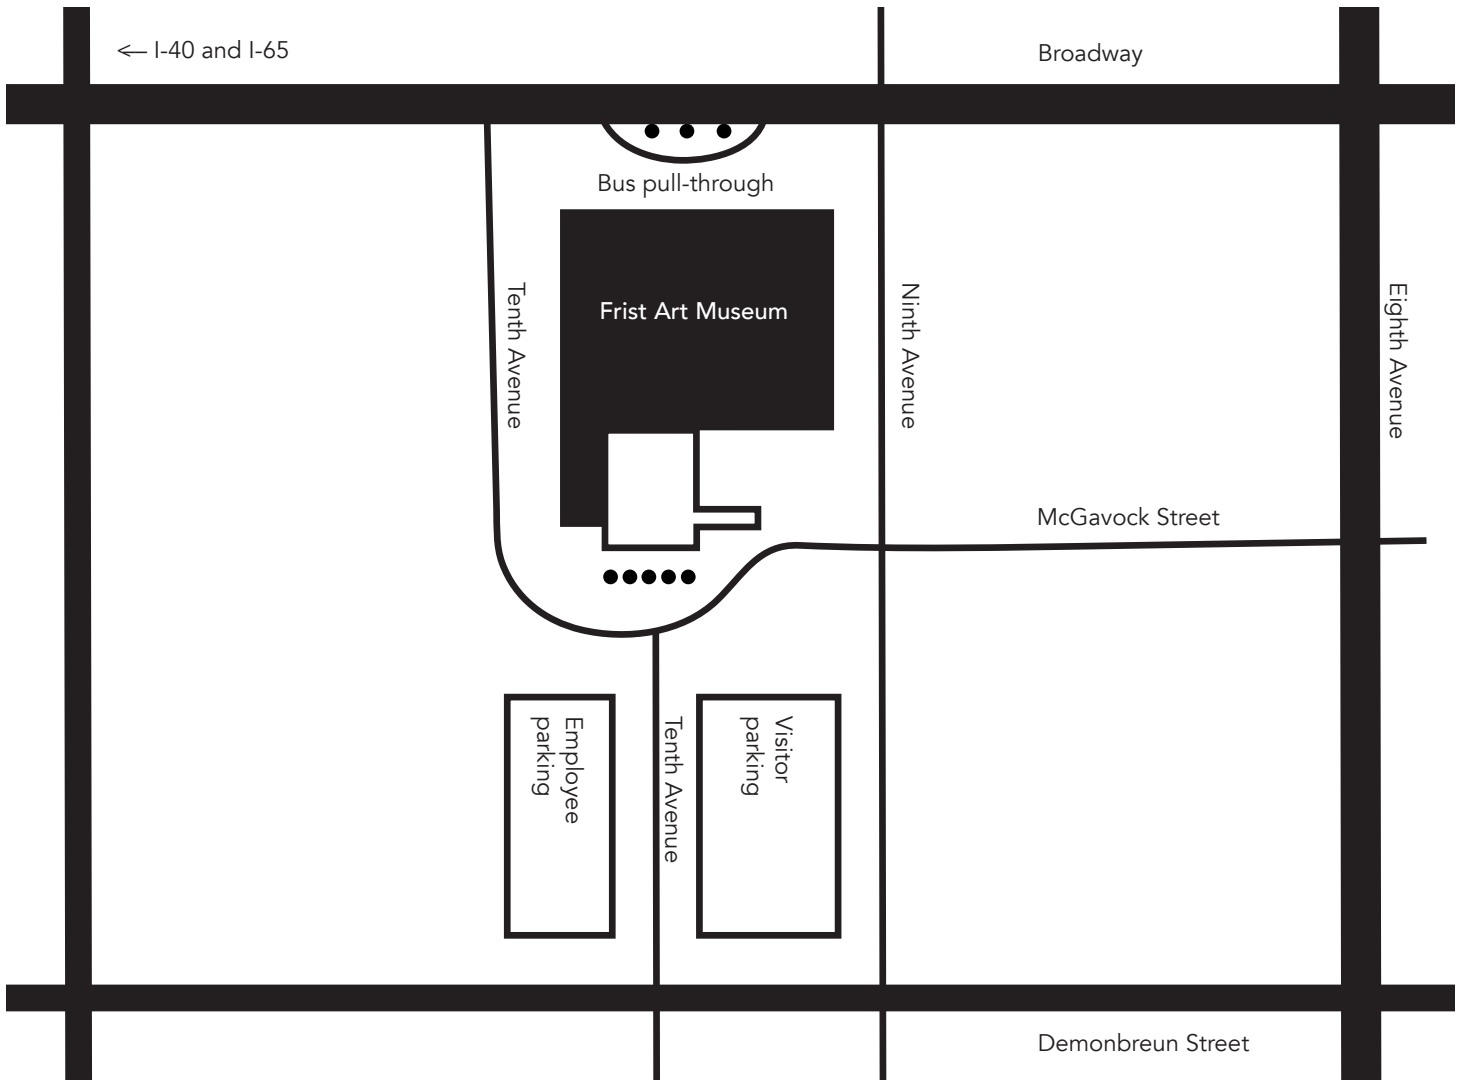 ← I-40 and I-65
Broadway
Bus pull-through
Frist Art Museum
Tenth Avenue
Ninth Avenue
Eighth Avenue
McGavock Street
Employee
parking
Tenth Avenue
Visitor
parking
Demonbreun Street